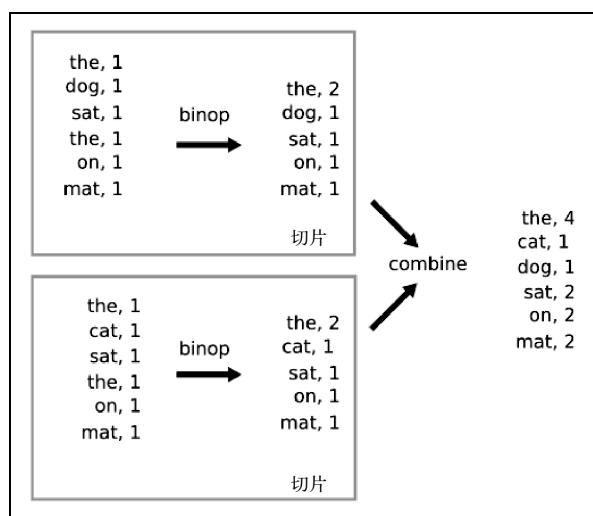 the, 1
dog, 1
sat, 1
the, 1
on, 1
mat, 1
binop
the, 2
dog, 1
sat, 1
on, 1
mat, 1
切片
the, 1
cat, 1
sat, 1
the, 1
on, 1
mat, 1
binop
the, 2
cat, 1
sat, 1
on, 1
mat, 1
切片
combine
the, 4
cat, 1
dog, 1
sat, 2
on, 2
mat, 2